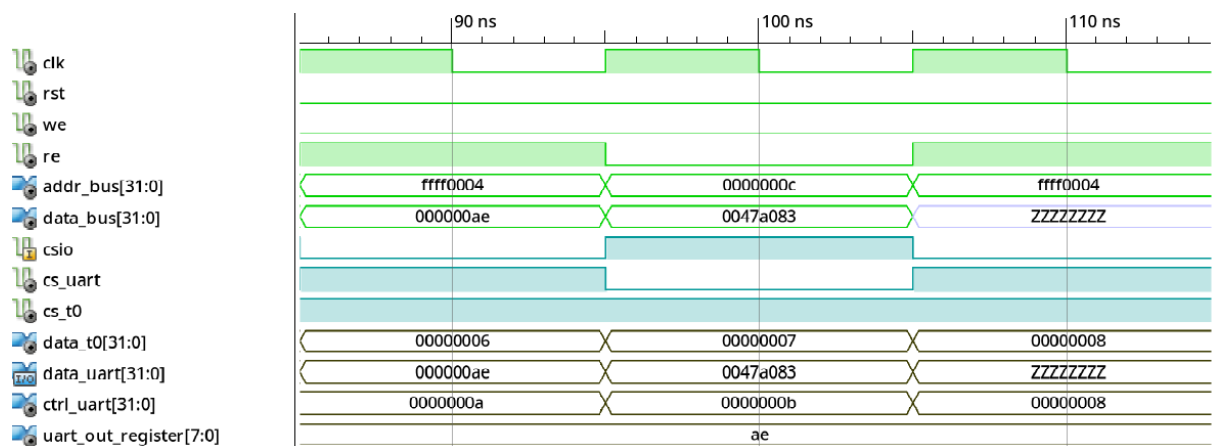 90 ns 100 ns 110 ns
clk
rst
we
re
addr_bus[31:0] ffff0004 0000000c ffff0004
data_bus[31:0] 000000ae 0047a083 ZZZZZZZZ
csio
cs_uart
cs_t0
data_t0[31:0] 00000006 00000007 00000008
data_uart[31:0] 000000ae 0047a083 ZZZZZZZZ
ctrl_uart[31:0] 0000000a 0000000b 00000008
uart_out_register[7:0] ae